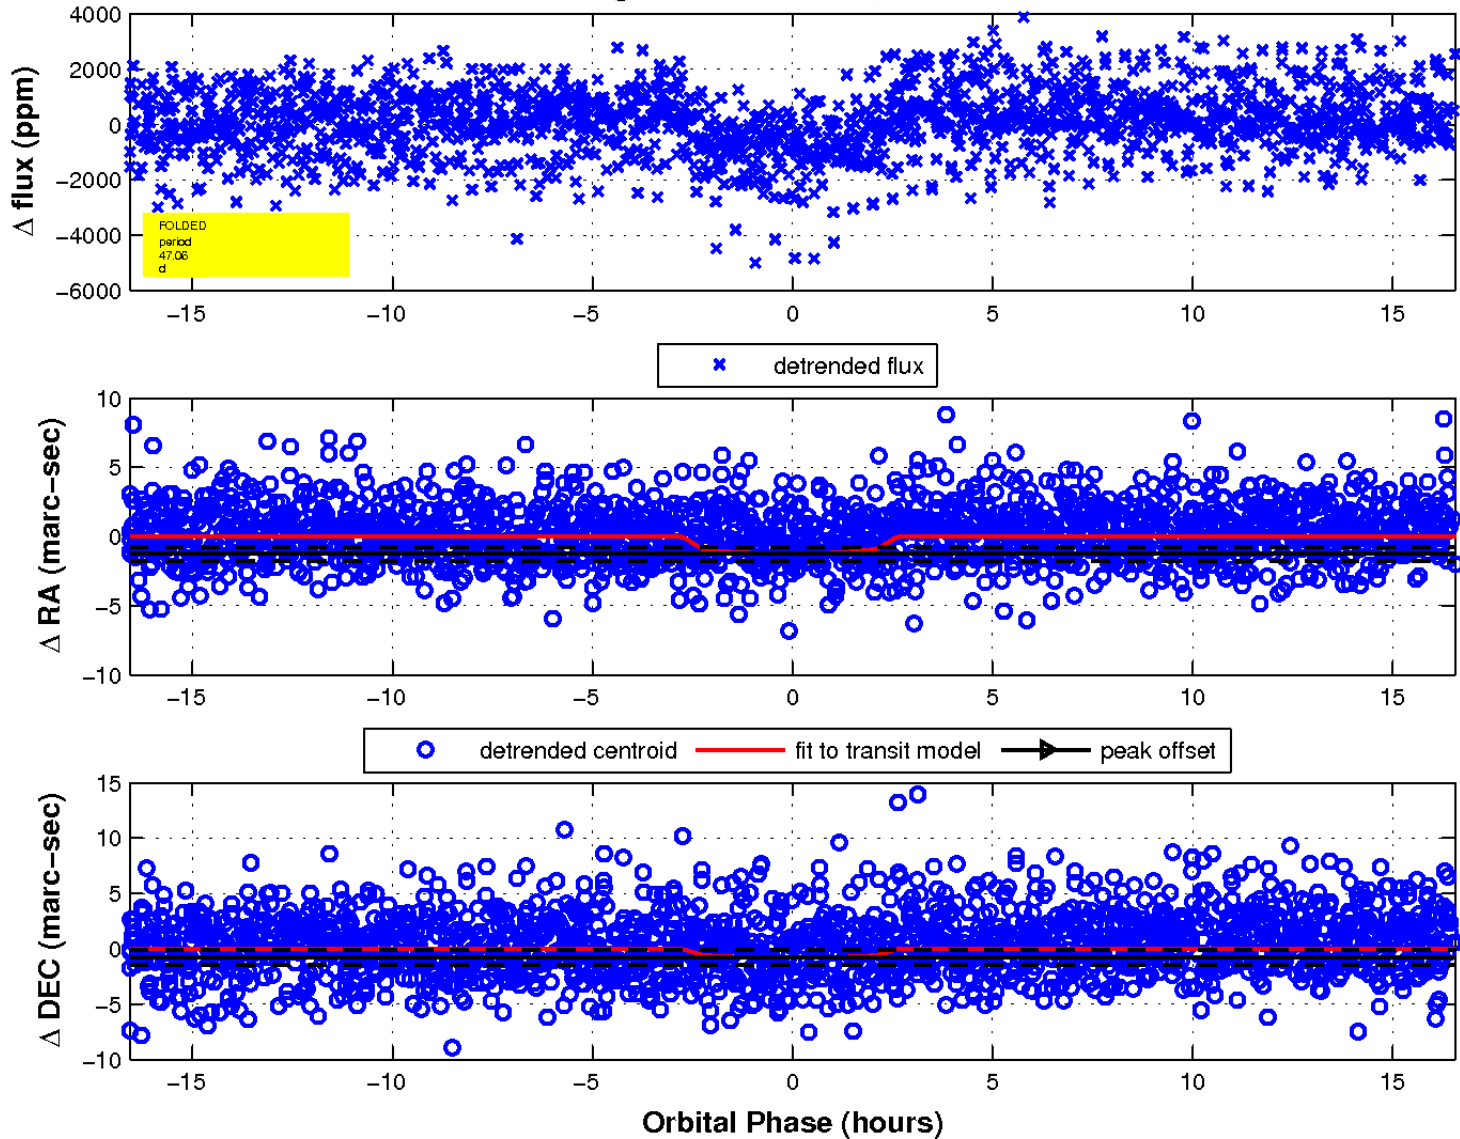 4000
2000
0
−2000
−4000
−6000
Δ flux (ppm)
FOLDED
period
47.06
d
−15 −10 −5 0 5 10 15
detrended flux
10
5
0
−5
−10
Δ RA (marc−sec)
−15 −10 −5 0 5 10 15
detrended centroid fit to transit model peak offset
15
10
5
0
−5
−10
Δ DEC (marc−sec)
−15 −10 −5 0 5 10 15
Orbital Phase (hours)